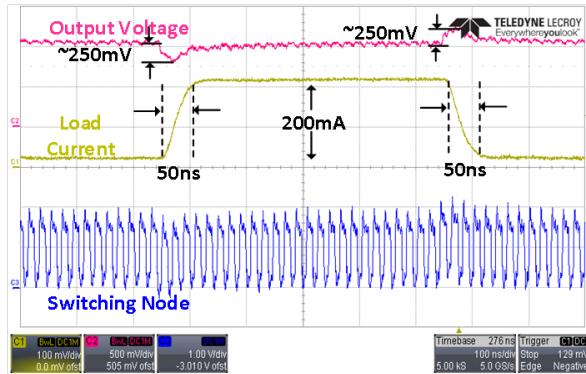 Output Voltage
~250mV
~250mV
TELEDYNE LECROY
Everywhereyoulook™
Load
Current
200mA
50ns
50ns
C2
C1
C3
Switching Node
C1 BwL DC1M
100 mV/div
0.0 mV ofst
C2 BwL DC1M
500 mV/div
505 mV ofst
DC1M
1.00 V/div
-3.010 V ofst
Timebase 276 ns
100 ns/div
5.00 kS 5.0 GS/s
Trigger C1 DC
Stop 129 mV
Edge Negative